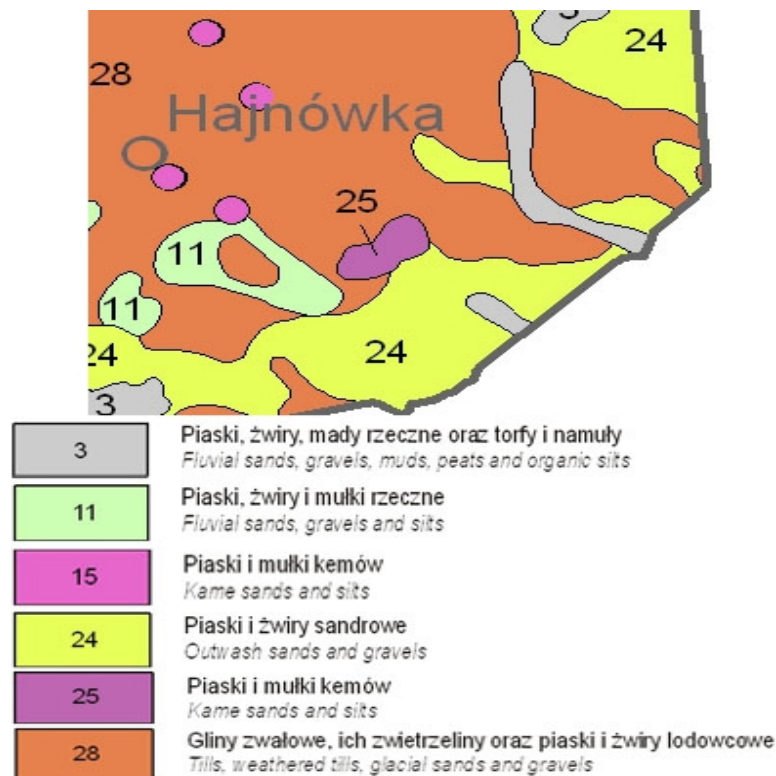 3
24
28
Hajnówka
25
11
11
24
24
3
3
Piaski, żwiry, mady rzeczne oraz torfy i namuły
Fluvial sands, gravels, muds, peats and organic silts
11
Piaski, żwiry i mułki rzeczne
Fluvial sands, gravels and silts
15
Piaski i mułki kemów
Kame sands and silts
24
Piaski i żwiry sandrowe
Outwash sands and gravels
25
Piaski i mułki kemów
Kame sands and silts
28
Gliny zwałowe, ich zwietrzeliny oraz piaski i żwiry lodowcowe
Tills, weathered tills, glacial sands and gravels